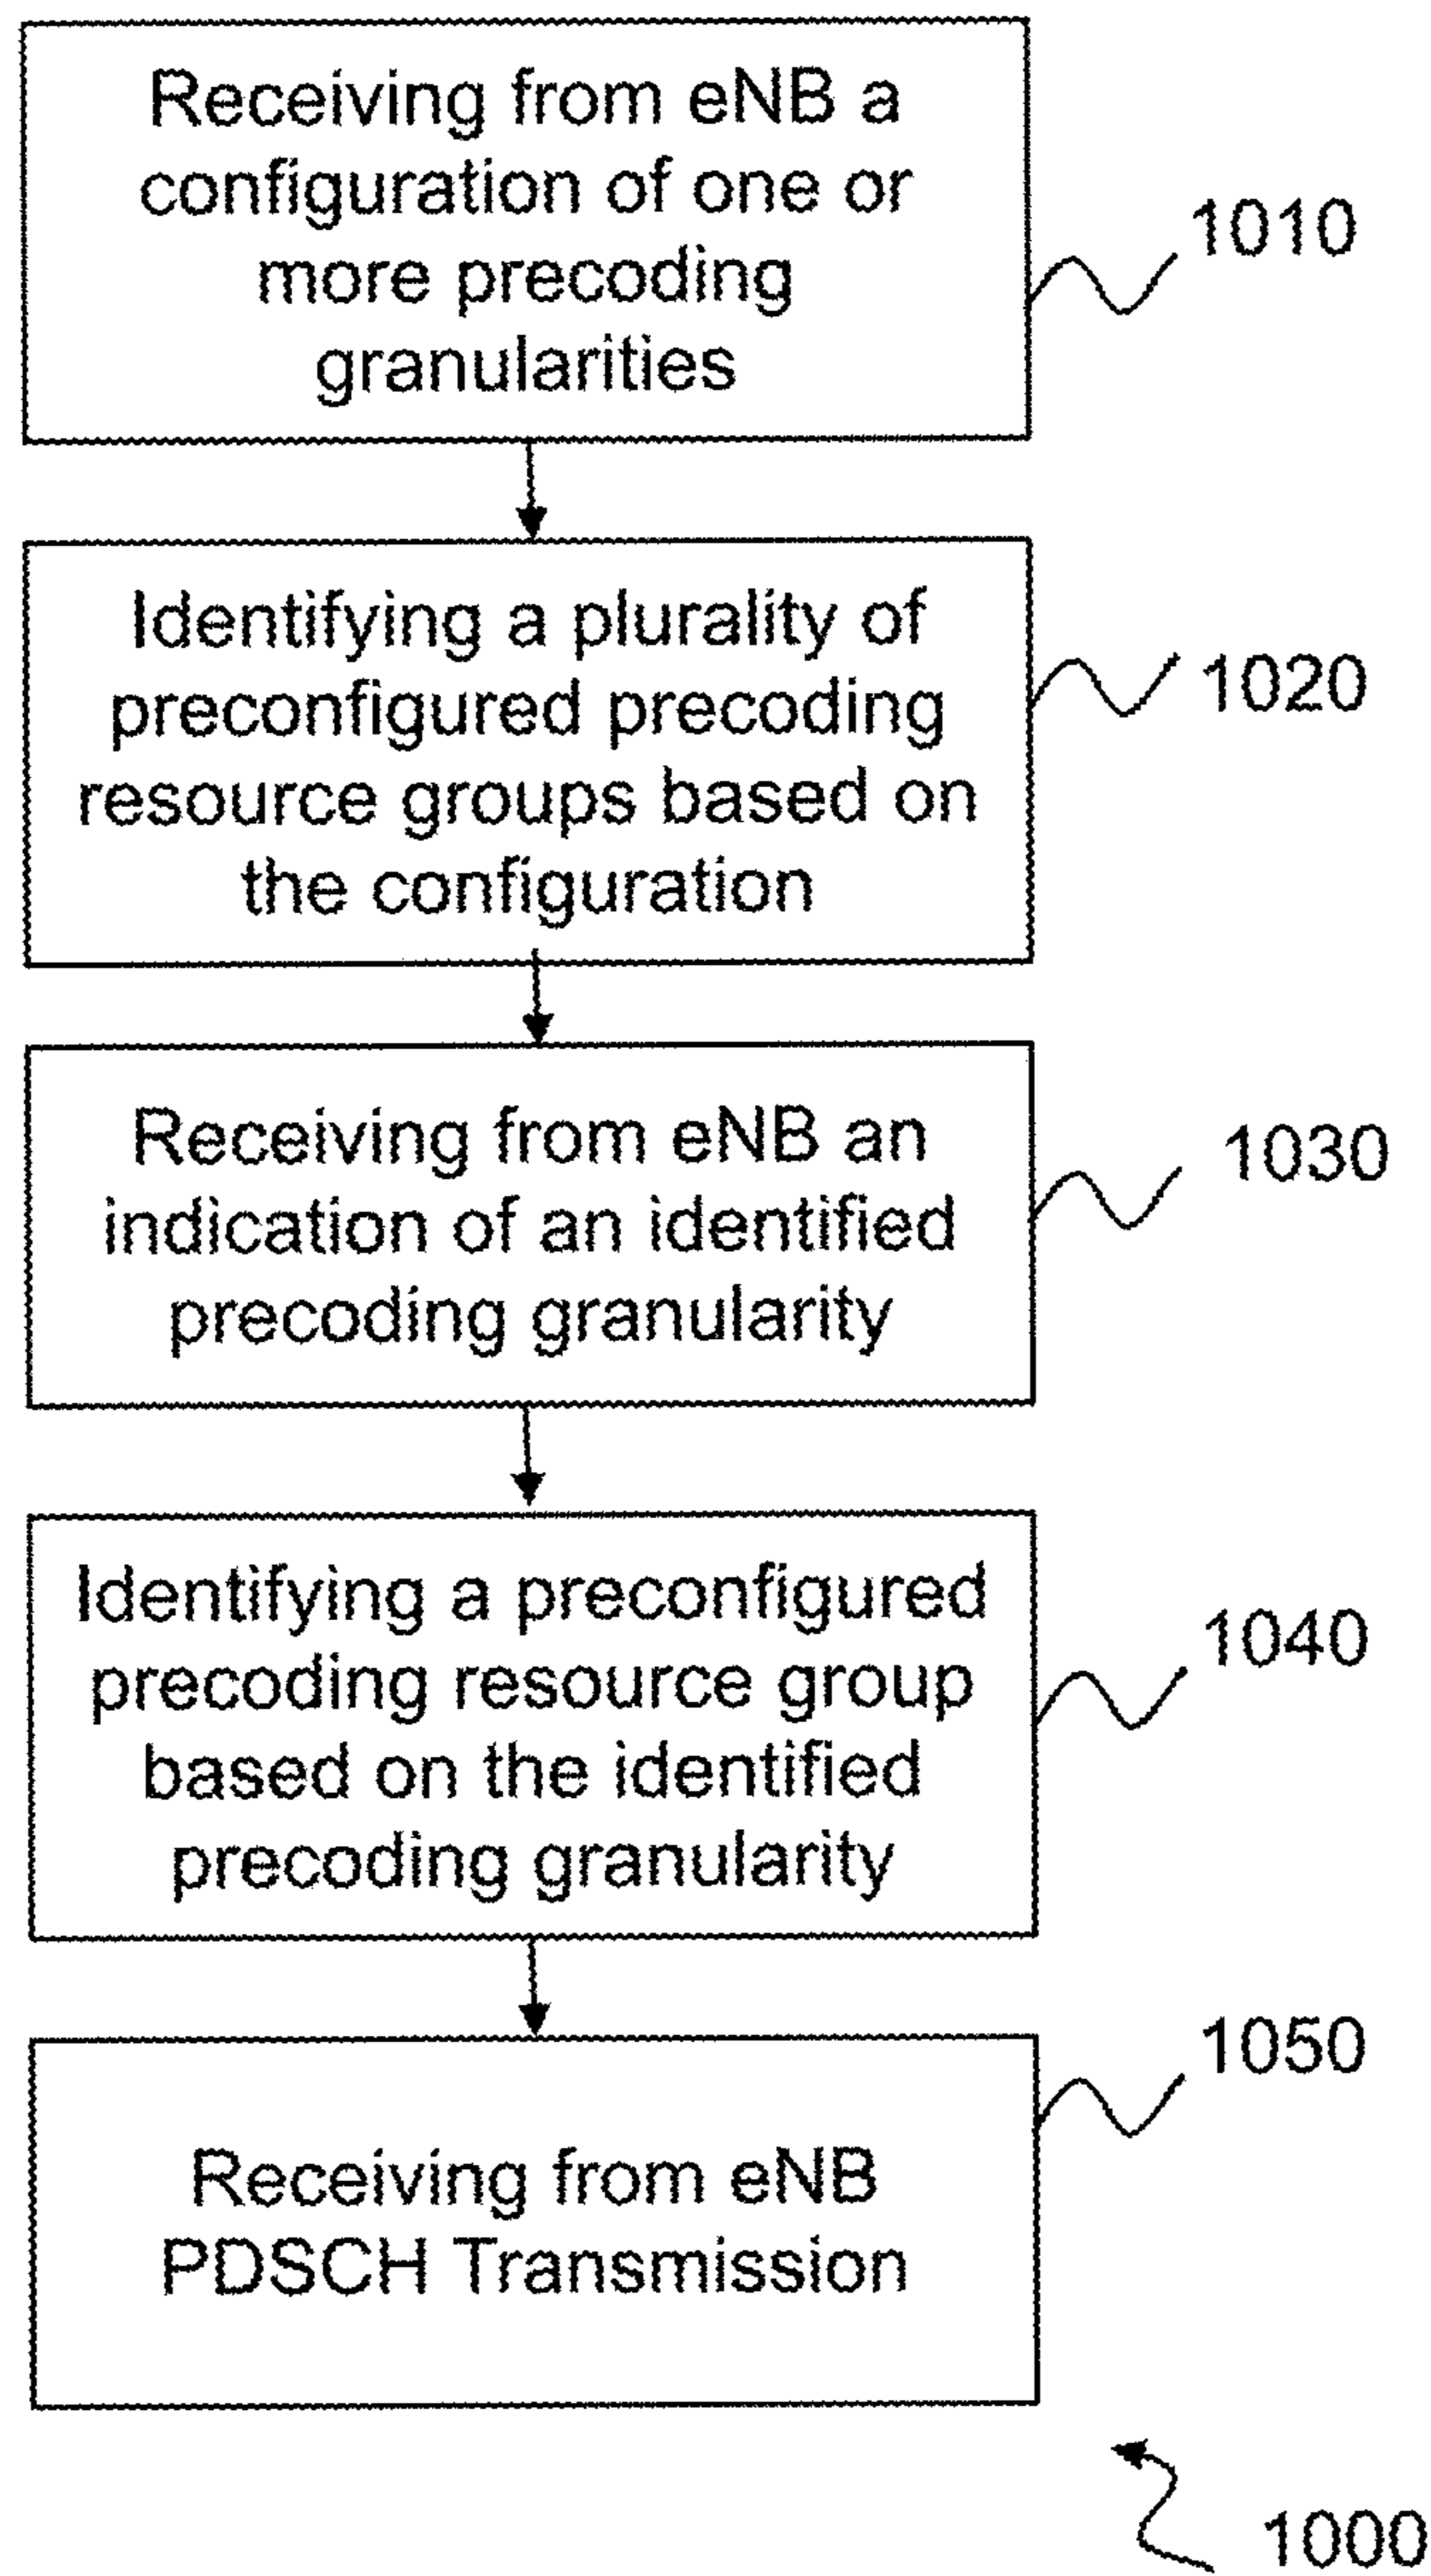 Receiving from eNB a
configuration of one or
more precoding
granularities
1010
Identifying a plurality of
preconfigured precoding
resource groups based on
the configuration
1020
Receiving from eNB an
indication of an identified
precoding granularity
1030
Identifying a preconfigured
precoding resource group
based on the identified
precoding granularity
1040
Receiving from eNB
PDSCH Transmission
1050
1000